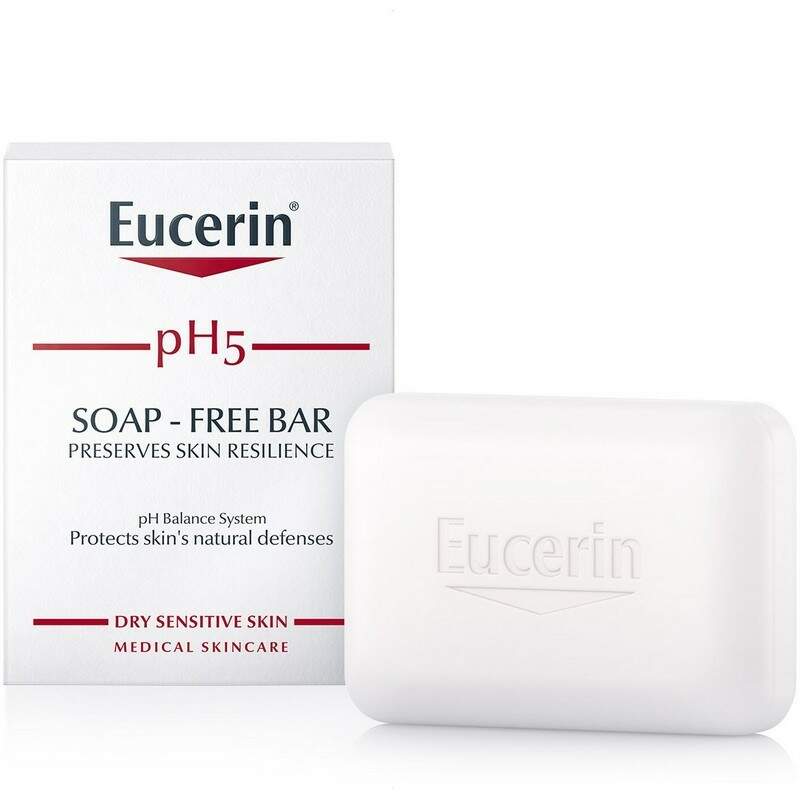 Eucerin®
pH5
SOAP - FREE BAR
PRESERVES SKIN RESILIENCE
pH Balance System
Protects skin's natural defenses
DRY SENSITIVE SKIN
MEDICAL SKINCARE
Eucerin